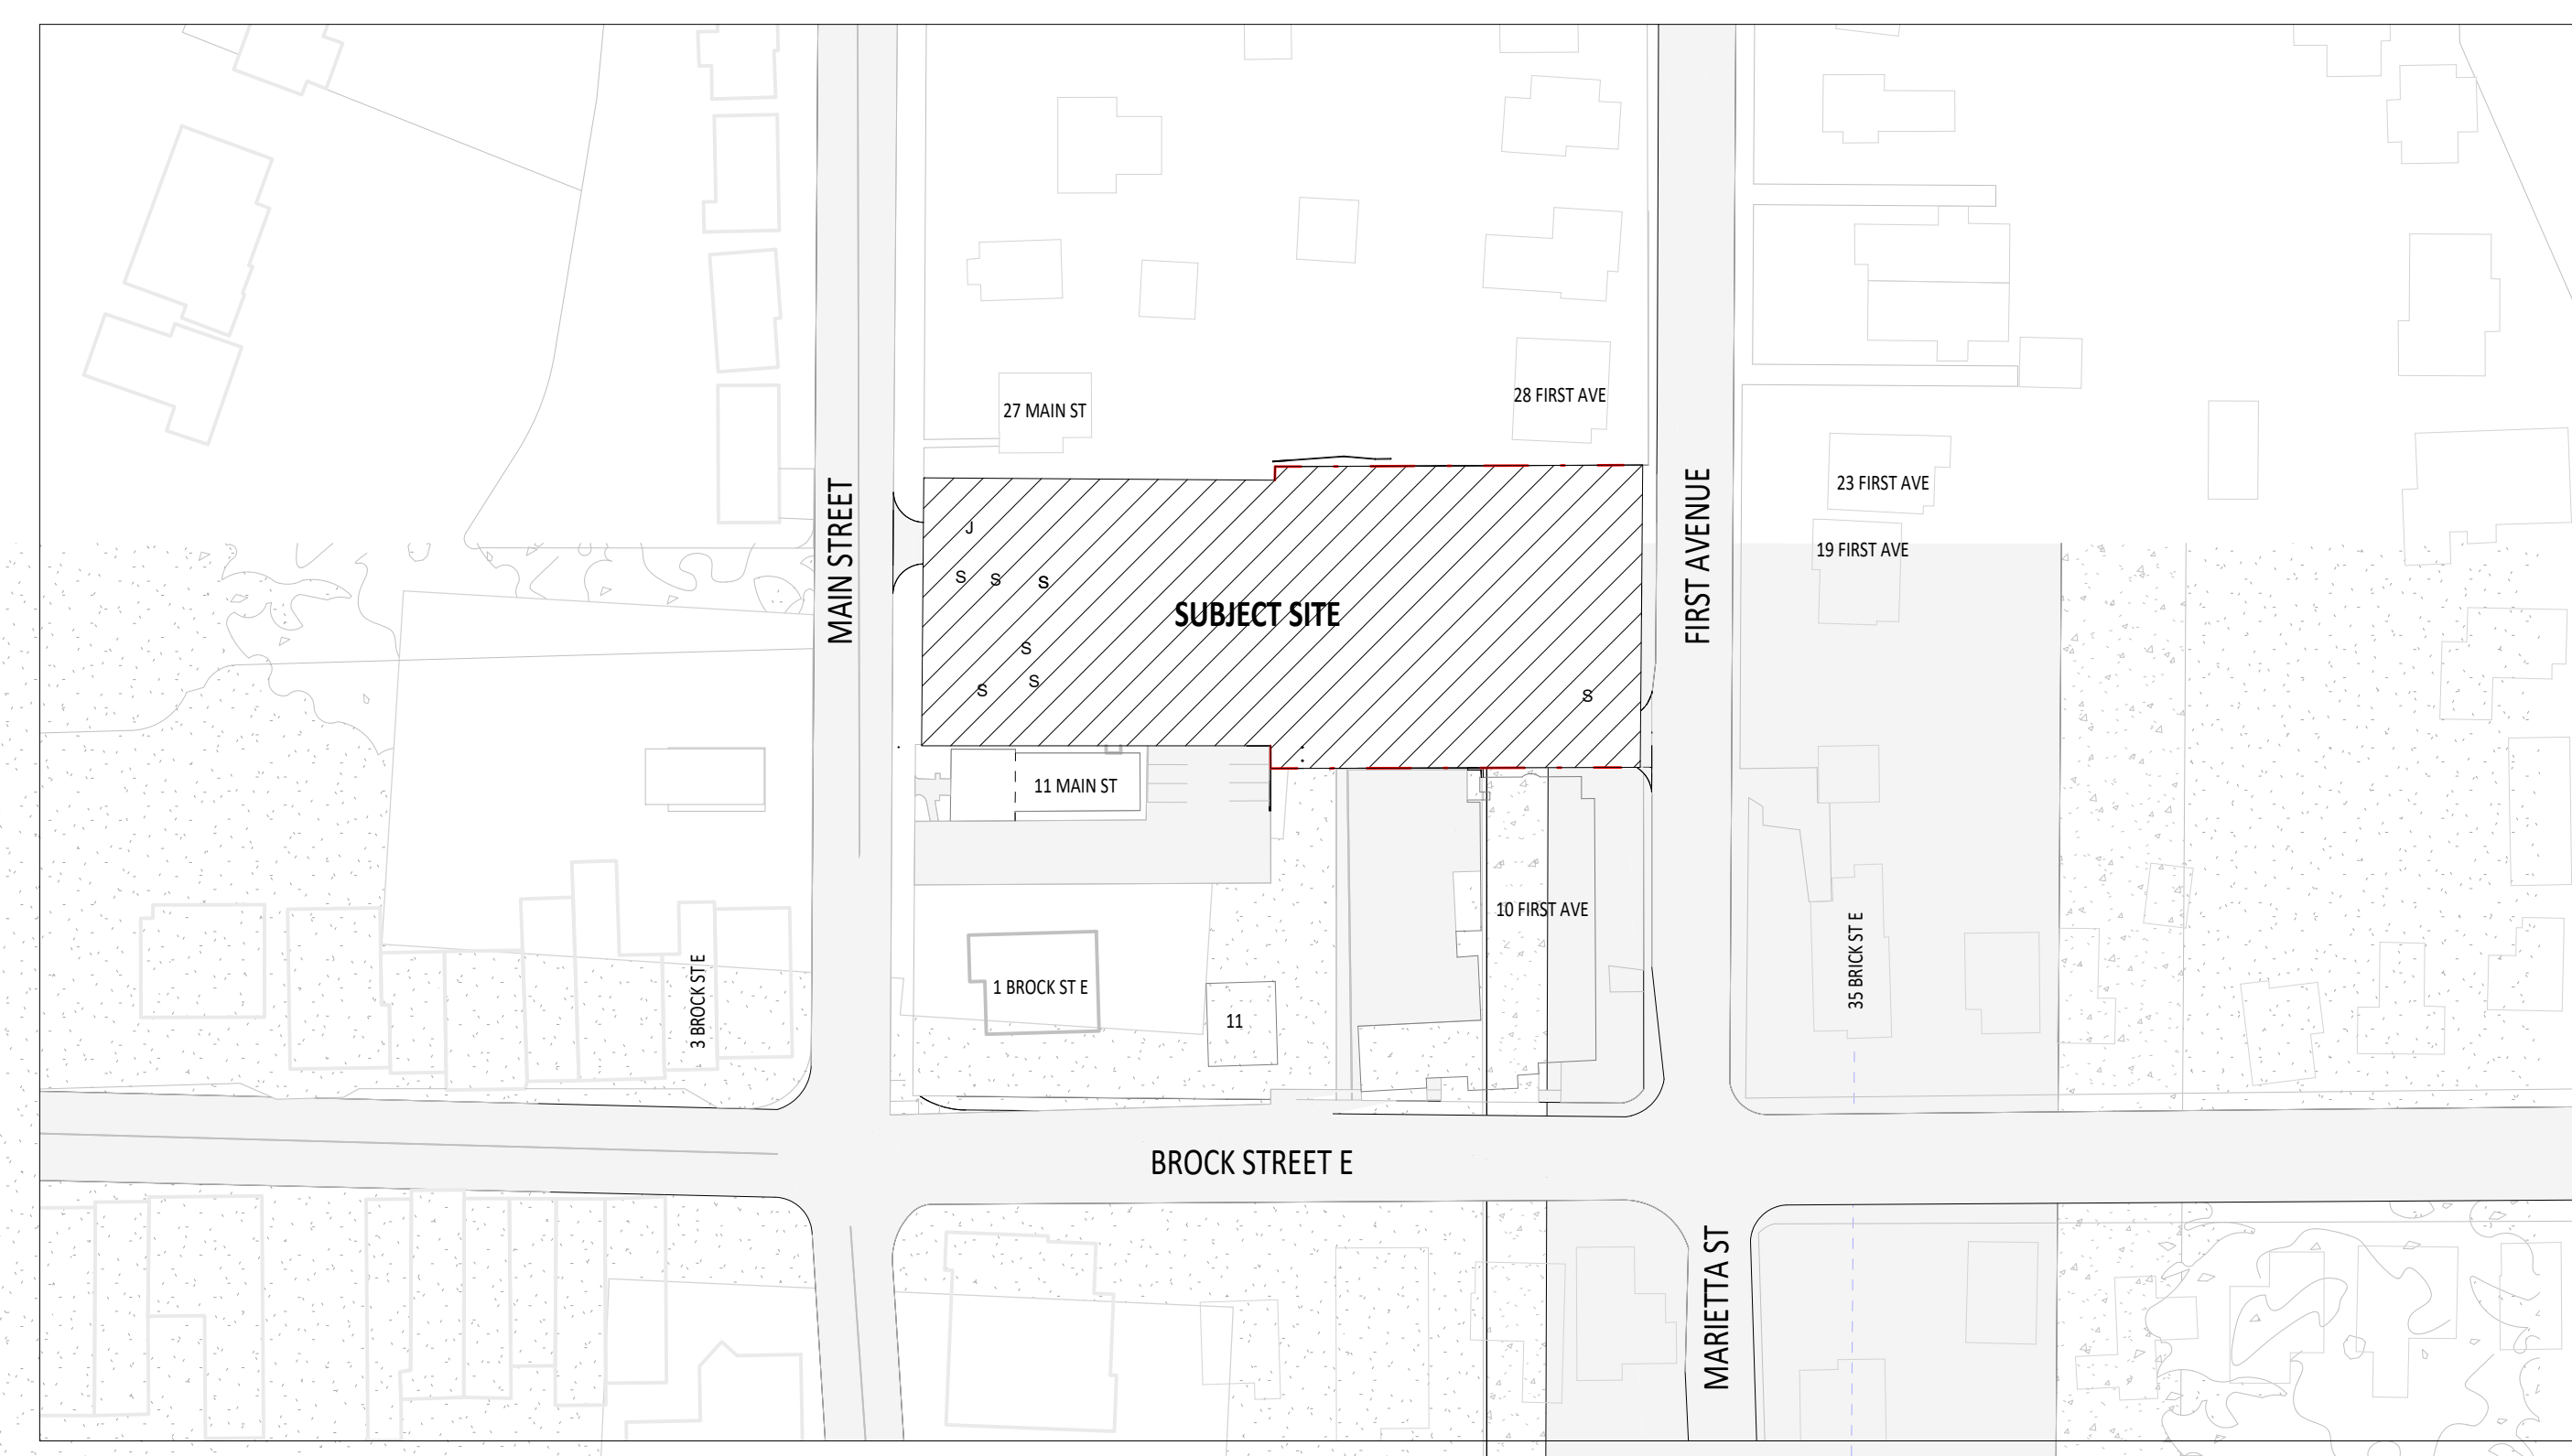 28 FIRST AVE
27 MAIN ST
MAIN STREET
FIRST AVENUE
23 FIRST AVE
J
19 FIRST AVE
S S S
SUBJECT SITE
S
S
S
S
11 MAIN ST
10 FIRST AVE
3 BROCK ST E
1 BROCK ST E
35 BRICK ST E
11
BROCK STREET E
MARIETTA ST